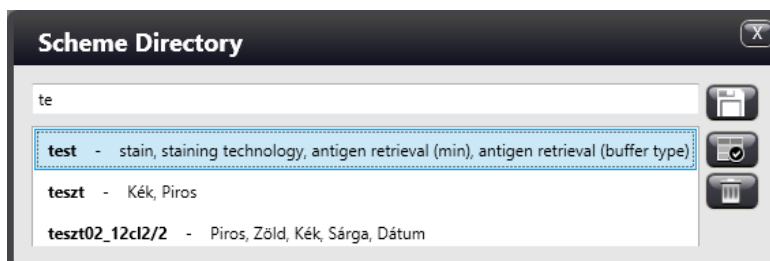 Scheme Directory
X
te
test - stain, staining technology, antigen retrieval (min), antigen retrieval (buffer type)
teszt - Kék, Piros
teszt02_12cl2/2 - Piros, Zöld, Kék, Sárga, Dátum